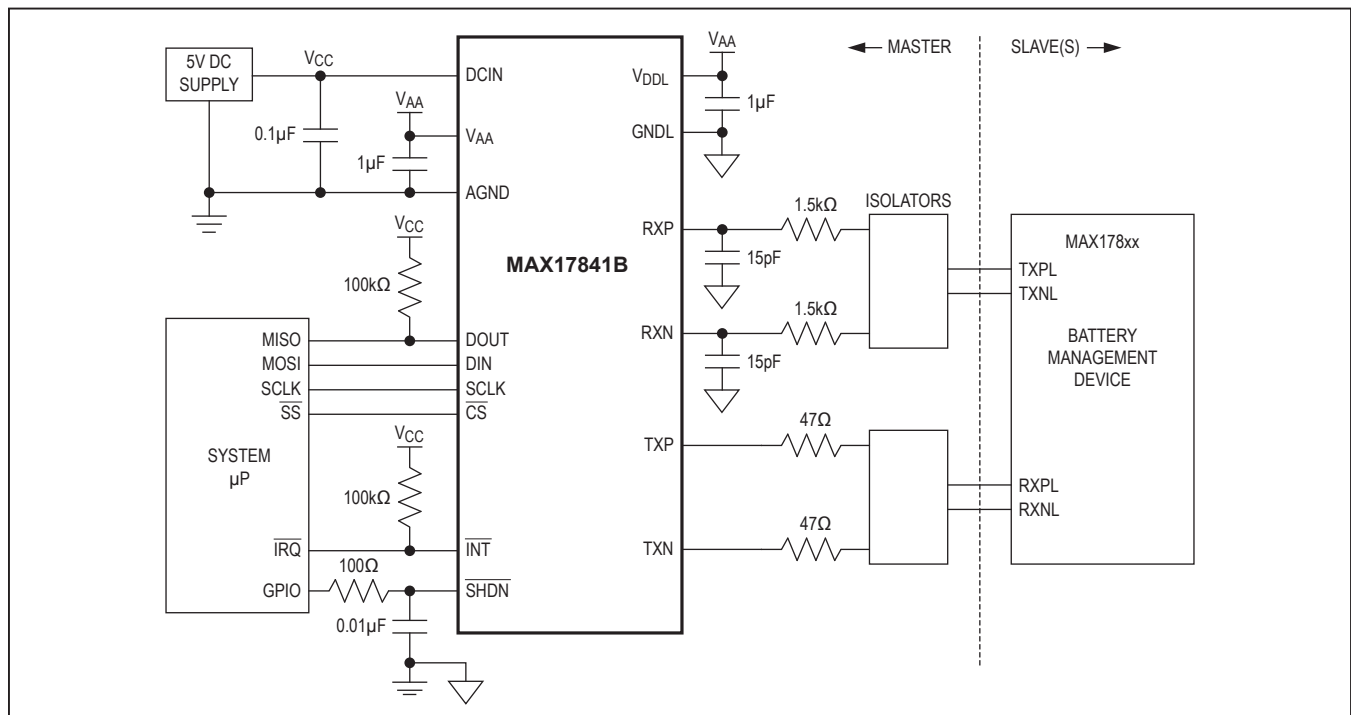 5V DC
SUPPLY
VCC
0.1µF
VAA
1µF
DCIN
VAA
AGND
VCC
100kΩ
SYSTEM
µP
MISO
MOSI
SCLK
SS
IRQ
GPIO
VCC
100kΩ
100Ω
0.01µF
DOUT
DIN
SCLK
CS
INT
SHDN
MAX17841B
VDDL
GNDL
RXP
RXN
TXP
TXN
VAA
1µF
1.5kΩ
15pF
1.5kΩ
15pF
47Ω
47Ω
ISOLATORS
MASTER
SLAVE(S)
MAX178xx
TXPL
TXNL
BATTERY
MANAGEMENT
DEVICE
RXPL
RXNL